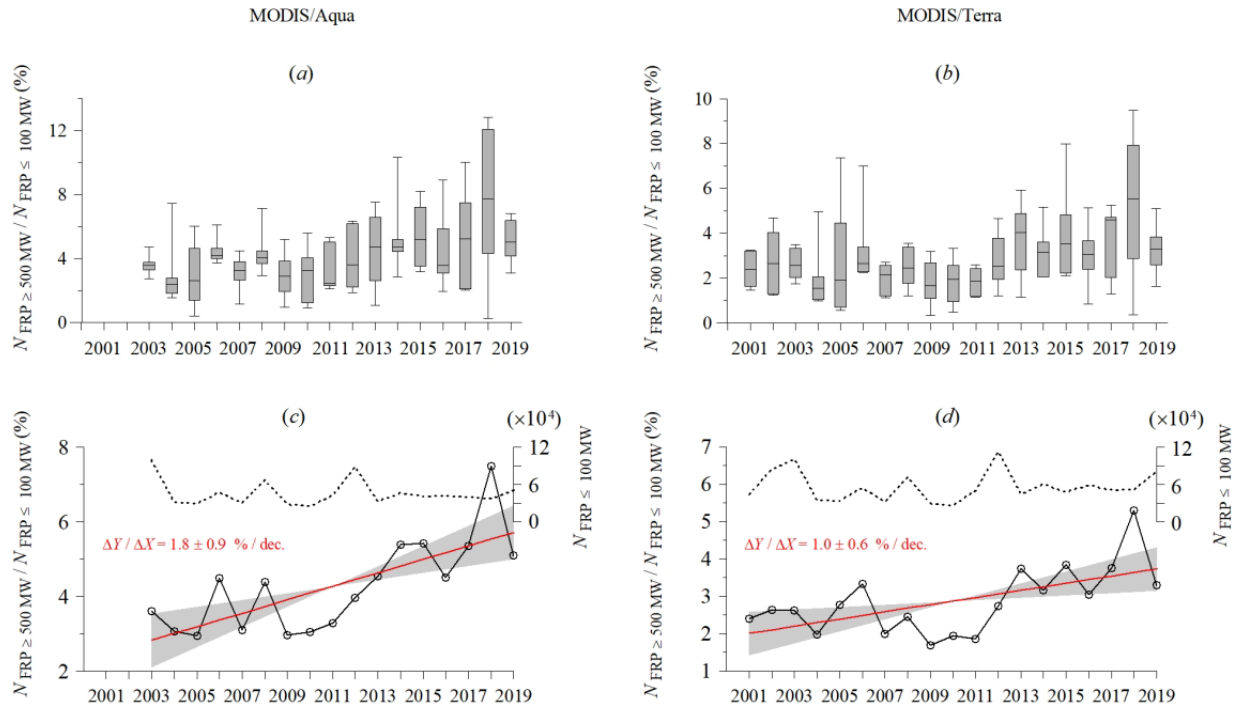 MODIS/Aqua
MODIS/Terra
(a)
(b)
N FRP ≥ 500 MW / N FRP ≤ 100 MW (%)
12
8
4
0
2001 2003 2005 2007 2009 2011 2013 2015 2017 2019
N FRP ≥ 500 MW / N FRP ≤ 100 MW (%)
10
8
6
4
2
0
2001 2003 2005 2007 2009 2011 2013 2015 2017 2019
(c)
(×10⁴)
N FRP ≥ 500 MW / N FRP ≤ 100 MW (%)
8
6
4
2
12
6
0
N FRP ≤ 100 MW
ΔY / ΔX = 1.8 ± 0.9 % / dec.
2001 2003 2005 2007 2009 2011 2013 2015 2017 2019
(d)
(×10⁴)
N FRP ≥ 500 MW / N FRP ≤ 100 MW (%)
7
6
5
4
3
2
1
12
6
0
N FRP ≤ 100 MW
ΔY / ΔX = 1.0 ± 0.6 % / dec.
2001 2003 2005 2007 2009 2011 2013 2015 2017 2019